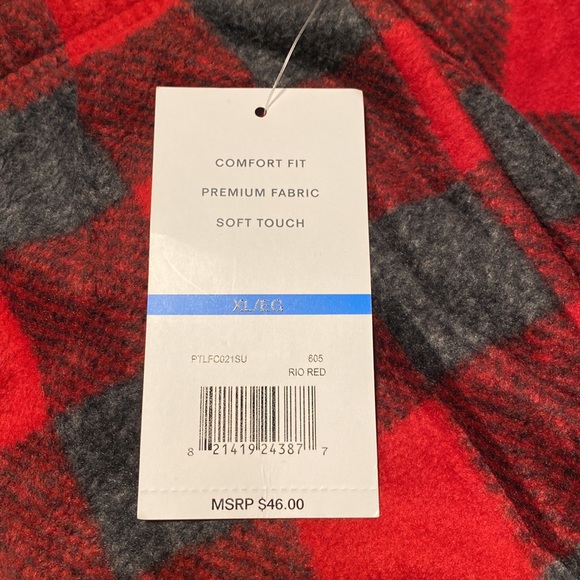 COMFORT FIT
PREMIUM FABRIC
SOFT TOUCH
XL/EG
PTLFC021SU 605
RIO RED
8 21419 24387 7
MSRP $46.00